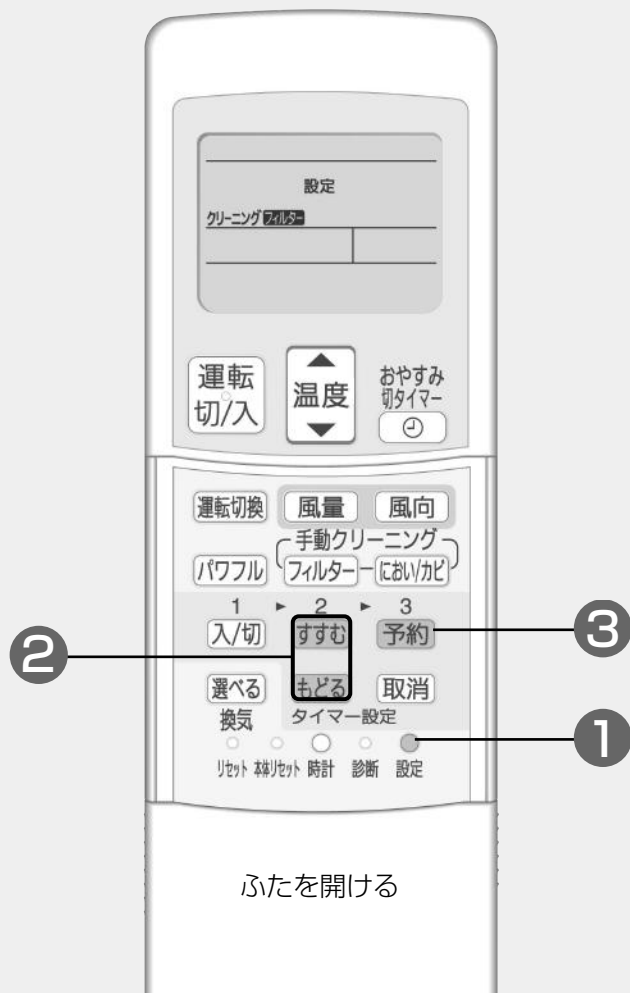 設定
クリーニング フィルター
運転 切/入
▲ 温度 ▼
おやすみ 切タイマー
運転切換 風量 風向
手動クリーニング
パワフル フィルター におい/カビ
1 ▶ 2 ▶ 3
入/切 すすむ 予約
3
2
選べる もどる 取消
換気 タイマー設定
1
リセット 本体リセット 時計 診断 設定
ふたを開ける